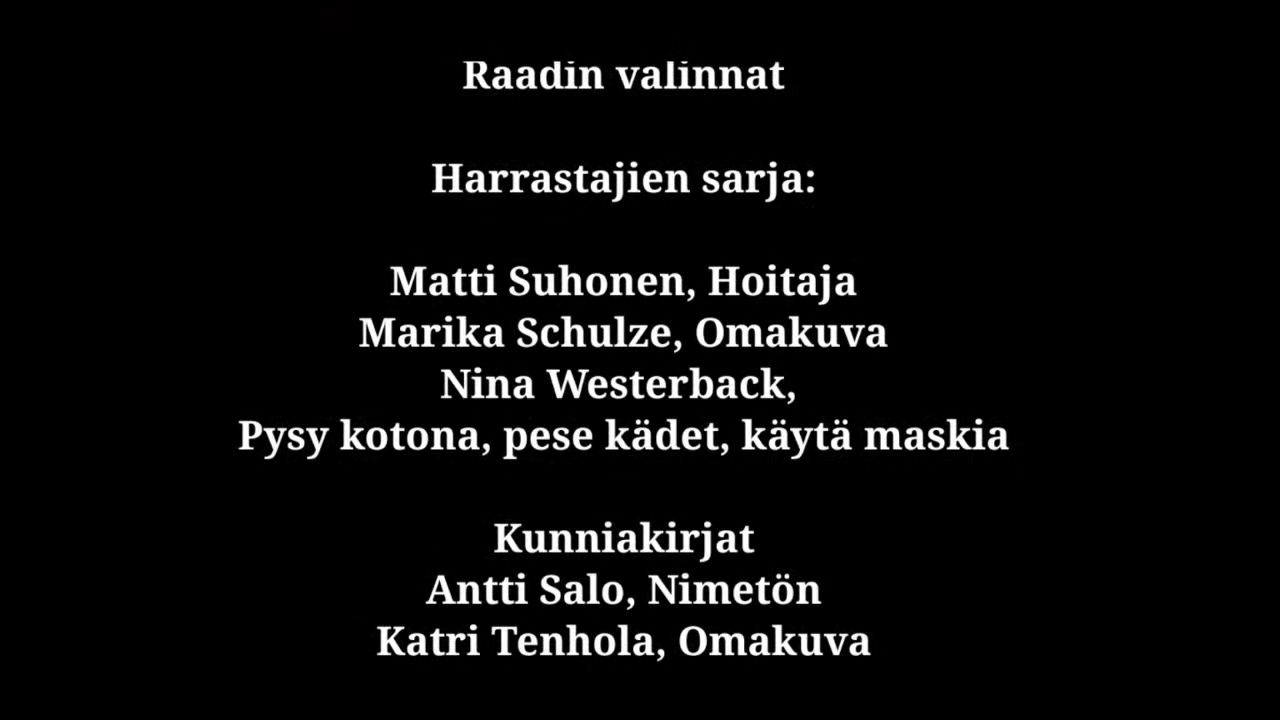 Raadin valinnat
Harrastajien sarja:
Matti Suhonen, Hoitaja
Marika Schulze, Omakuva
Nina Westerback,
Pysy kotona, pese kädet, käytä maskia
Kunniakirjat
Antti Salo, Nimetön
Katri Tenhola, Omakuva